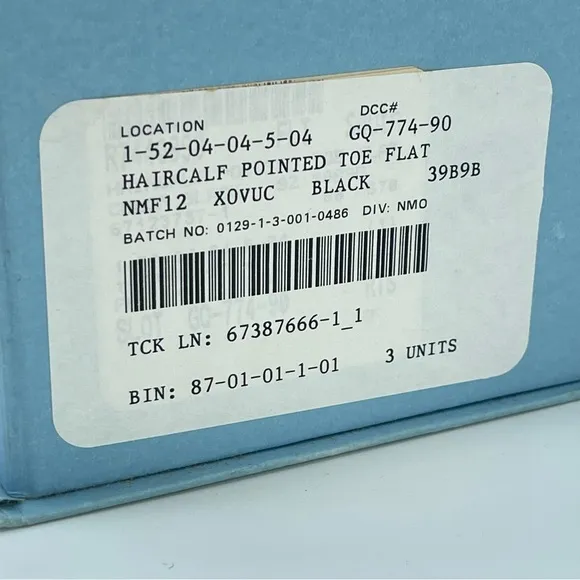 LOCATION DCC#
1-52-04-04-5-04 GQ-774-90
HAIRCALF POINTED TOE FLAT
NMF12 X0VUC BLACK 39B9B
BATCH NO: 0129-1-3-001-0486 DIV: NMO
TCK LN: 67387666-1_1
BIN: 87-01-01-1-01 3 UNITS